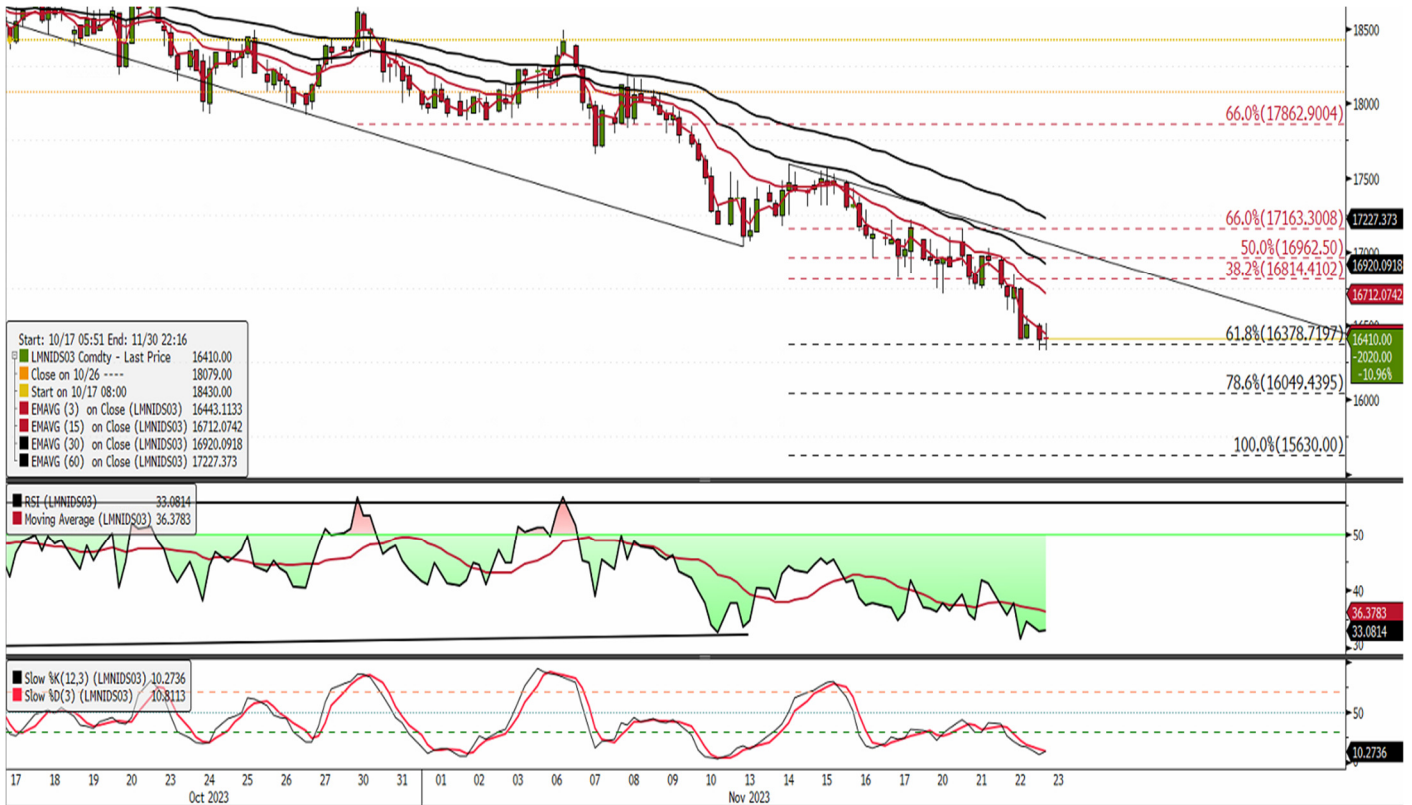 18500
18000
66.0%(17862.9004)
17500
17227.373
66.0%(17163.3008)
17000
50.0%(16962.50)
16920.0918
38.2%(16814.4102)
16712.0742
16500
61.8%(16378.7197)
16410.00
-2020.00
-10.96%
78.6%(16049.4395)
16000
100.0%(15630.00)
Start: 10/17 05:51 End: 11/30 22:16
LMNIDS03 Comdty - Last Price 16410.00
Close on 10/26 ---- 18079.00
Start on 10/17 08:00 18430.00
EMAVG (3) on Close (LMNIDS03) 16443.1133
EMAVG (15) on Close (LMNIDS03) 16712.0742
EMAVG (30) on Close (LMNIDS03) 16920.0918
EMAVG (60) on Close (LMNIDS03) 17227.373
RSI (LMNIDS03) 33.0814
Moving Average (LMNIDS03) 36.3783
50
40
36.3783
33.0814
30
Slow %K(12,3) (LMNIDS03) 10.2736
Slow %D(3) (LMNIDS03) 10.8113
50
10.2736
0
17 18 19 20 23 24 25 26 27 30 31 01 02 03 06 07 08 09 10 13 14 15 16 17 20 21 22 23
Oct 2023 Nov 2023